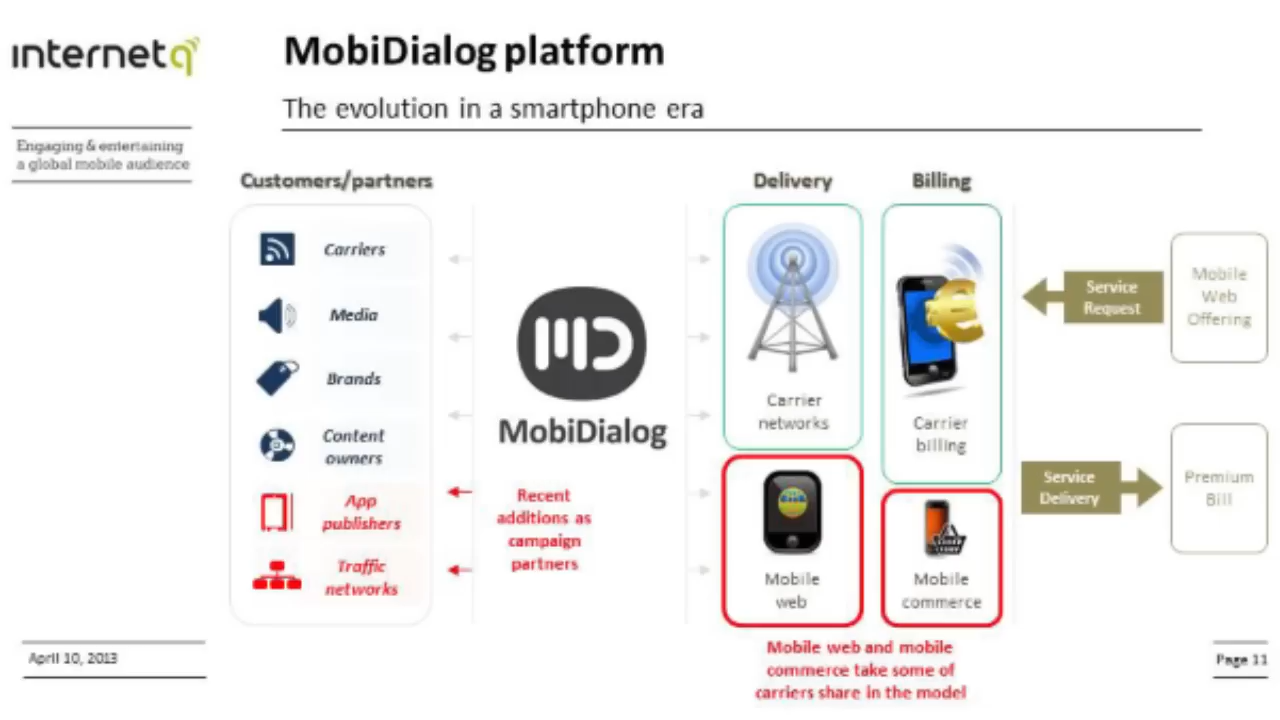 internetq
MobiDialog platform
The evolution in a smartphone era
Engaging & entertaining
a global mobile audience
Customers/partners
Delivery
Billing
Carriers
Media
Brands
Content
owners
App
publishers
Traffic
networks
MobiDialog
Recent
additions as
campaign
partners
Carrier
networks
Mobile
web
Carrier
billing
Mobile
commerce
Mobile web and mobile
commerce take some of
carriers share in the model
Service
Request
Mobile
Web
Offering
Service
Delivery
Premium
Bill
April 10, 2013
Page 11